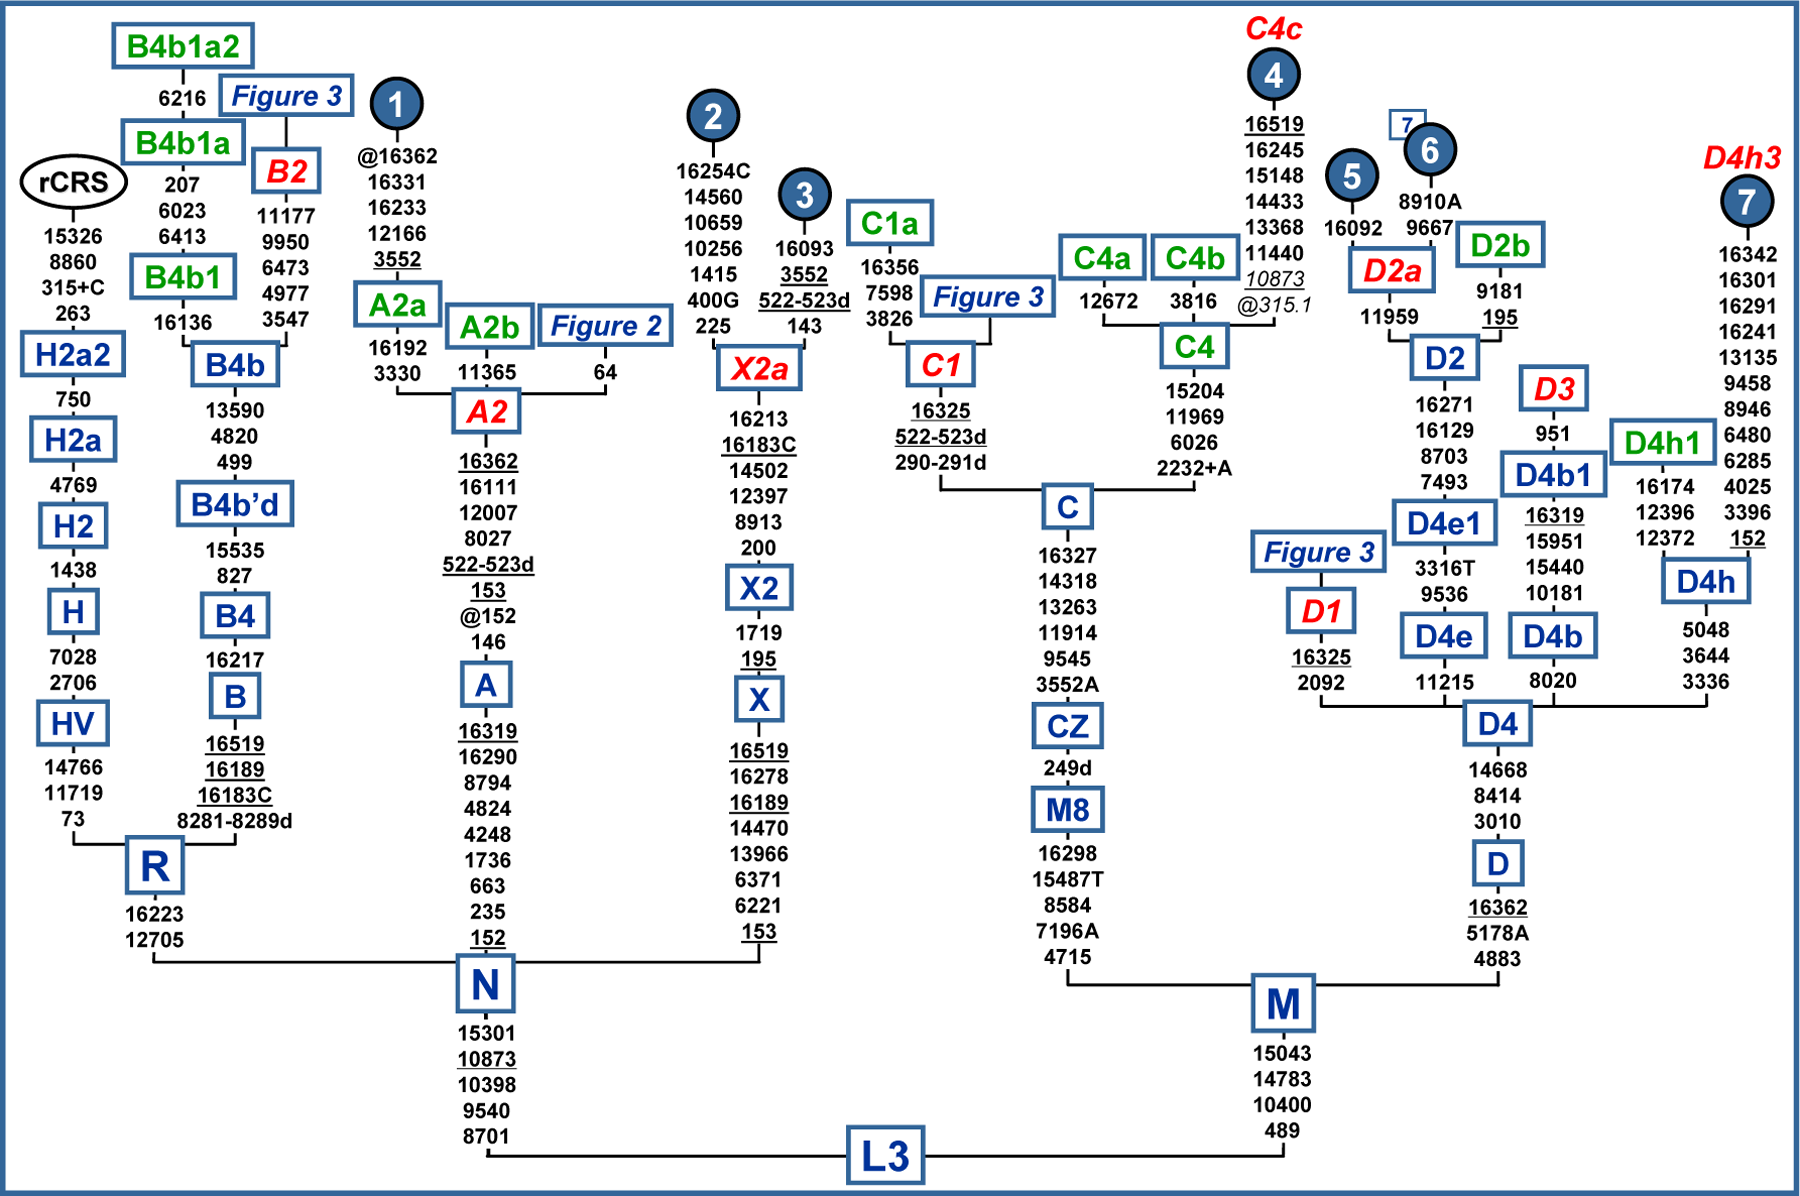 B4b1a2
6216
Figure 3
B4b1a
207
6023
6413
B4b1
16136
B2
11177
9950
6473
4977
3547
rCRS
15326
8860
315+C
263
H2a2
750
H2a
4769
H2
1438
H
7028
2706
HV
14766
11719
73
B4b
13590
4820
499
B4b’d
15535
827
B4
16217
B
16519
16189
16183C
8281-8289d
R
16223
12705
1
@16362
16331
16233
12166
3552
A2a
16192
3330
A2b
11365
Figure 2
64
A2
16362
16111
12007
8027
522-523d
153
@152
146
A
16319
16290
8794
4824
4248
1736
663
235
152
2
16254C
14560
10659
10256
1415
400G
225
3
16093
3552
522-523d
143
X2a
16213
16183C
14502
12397
8913
200
X2
1719
195
X
16519
16278
16189
14470
13966
6371
6221
153
N
15301
10873
10398
9540
8701
C1a
16356
7598
3826
Figure 3
C1
16325
522-523d
290-291d
C4a
12672
C4b
3816
C4c
4
16519
16245
15148
14433
13368
11440
10873
@315.1
C4
15204
11969
6026
2232+A
C
16327
14318
13263
11914
9545
3552A
CZ
249d
M8
16298
15487T
8584
7196A
4715
5
16092
7
6
8910A
9667
D2a
11959
D2b
9181
195
D2
16271
16129
8703
7493
D4e1
3316T
9536
D4e
11215
Figure 3
D1
16325
2092
D3
951
D4b1
16319
15951
15440
10181
D4b
8020
D4h1
16174
12396
12372
D4h3
7
16342
16301
16291
16241
13135
9458
8946
6480
6285
4025
3396
152
D4h
5048
3644
3336
D4
14668
8414
3010
D
16362
5178A
4883
M
15043
14783
10400
489
L3